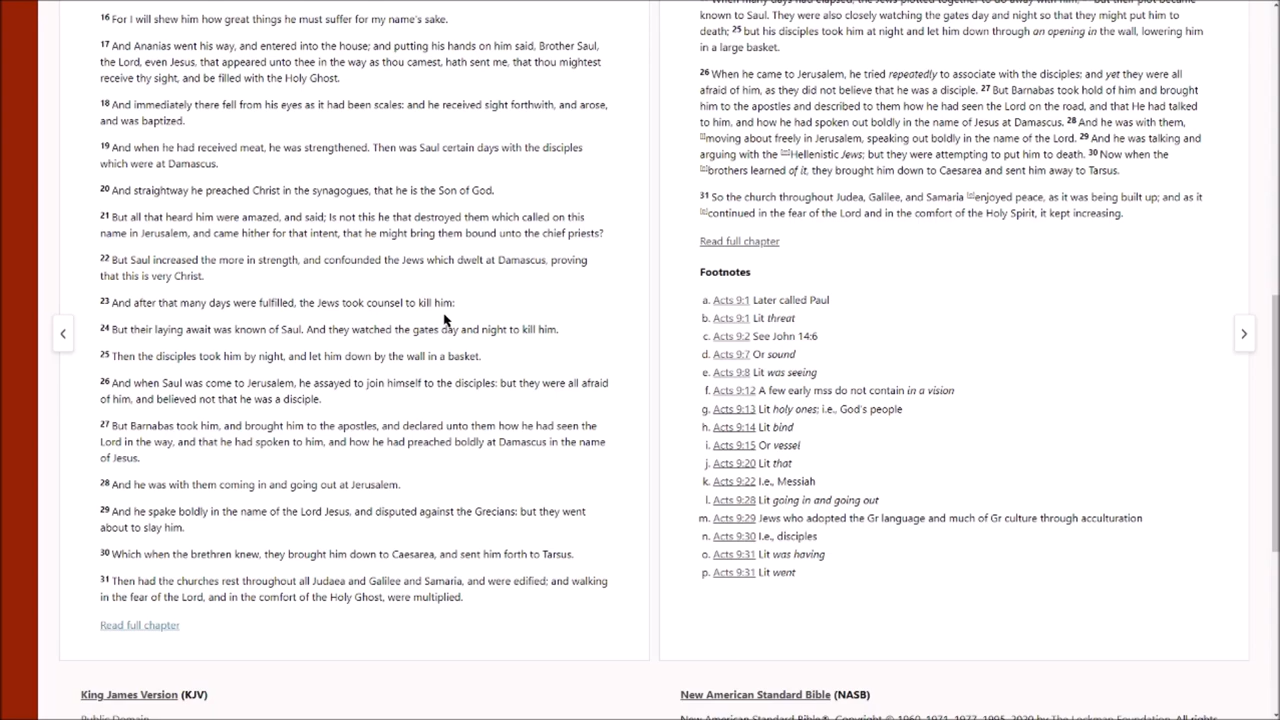 16 For I will shew him how great things he must suffer for my name's sake.
17 And Ananias went his way, and entered into the house; and putting his hands on him said, Brother Saul,
the Lord, even Jesus, that appeared unto thee in the way as thou camest, hath sent me, that thou mightest
receive thy sight, and be filled with the Holy Ghost.
18 And immediately there fell from his eyes as it had been scales: and he received sight forthwith, and arose,
and was baptized.
19 And when he had received meat, he was strengthened. Then was Saul certain days with the disciples
which were at Damascus.
20 And straightway he preached Christ in the synagogues, that he is the Son of God.
21 But all that heard him were amazed, and said; Is not this he that destroyed them which called on this
name in Jerusalem, and came hither for that intent, that he might bring them bound unto the chief priests?
22 But Saul increased the more in strength, and confounded the Jews which dwelt at Damascus, proving
that this is very Christ.
23 And after that many days were fulfilled, the Jews took counsel to kill him:
24 But their laying await was known of Saul. And they watched the gates day and night to kill him.
25 Then the disciples took him by night, and let him down by the wall in a basket.
26 And when Saul was come to Jerusalem, he assayed to join himself to the disciples: but they were all afraid
of him, and believed not that he was a disciple.
27 But Barnabas took him, and brought him to the apostles, and declared unto them how he had seen the
Lord in the way, and that he had spoken to him, and how he had preached boldly at Damascus in the name
of Jesus.
28 And he was with them coming in and going out at Jerusalem.
29 And he spake boldly in the name of the Lord Jesus, and disputed against the Grecians: but they went
about to slay him.
30 Which when the brethren knew, they brought him down to Caesarea, and sent him forth to Tarsus.
31 Then had the churches rest throughout all Judaea and Galilee and Samaria, and were edified; and walking
in the fear of the Lord, and in the comfort of the Holy Ghost, were multiplied.
Read full chapter
King James Version (KJV)
Public Domain
known to Saul. They were also closely watching the gates day and night so that they might put him to
death; 25 but his disciples took him at night and let him down through an opening in the wall, lowering him
in a large basket.
26 When he came to Jerusalem, he tried repeatedly to associate with the disciples; and yet they were all
afraid of him, as they did not believe that he was a disciple. 27 But Barnabas took hold of him and brought
him to the apostles and described to them how he had seen the Lord on the road, and that He had talked
to him, and how he had spoken out boldly in the name of Jesus at Damascus. 28 And he was with them,
[l]moving about freely in Jerusalem, speaking out boldly in the name of the Lord. 29 And he was talking and
arguing with the [m]Hellenistic Jews; but they were attempting to put him to death. 30 Now when the
[n]brothers learned of it, they brought him down to Caesarea and sent him away to Tarsus.
31 So the church throughout Judea, Galilee, and Samaria [o]enjoyed peace, as it was being built up; and as it
[p]continued in the fear of the Lord and in the comfort of the Holy Spirit, it kept increasing.
Read full chapter
Footnotes
a. Acts 9:1 Later called Paul
b. Acts 9:1 Lit threat
c. Acts 9:2 See John 14:6
d. Acts 9:7 Or sound
e. Acts 9:8 Lit was seeing
f. Acts 9:12 A few early mss do not contain in a vision
g. Acts 9:13 Lit holy ones; i.e., God's people
h. Acts 9:14 Lit bind
i. Acts 9:15 Or vessel
j. Acts 9:20 Lit that
k. Acts 9:22 I.e., Messiah
l. Acts 9:28 Lit going in and going out
m. Acts 9:29 Jews who adopted the Gr language and much of Gr culture through acculturation
n. Acts 9:30 I.e., disciples
o. Acts 9:31 Lit was having
p. Acts 9:31 Lit went
New American Standard Bible (NASB)